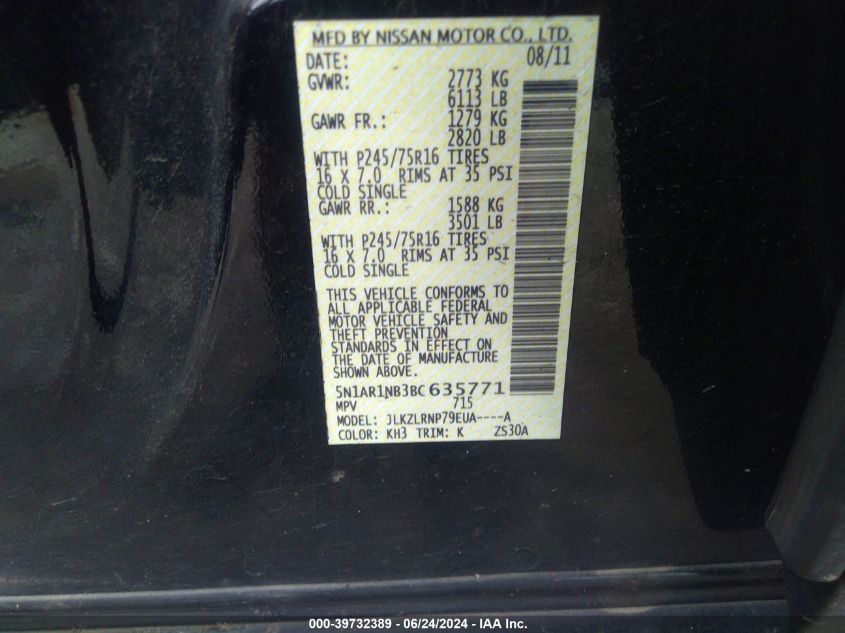 MFD BY NISSAN MOTOR CO., LTD.
DATE: 08/11
GVWR: 2773 KG
6113 LB
GAWR FR.: 1279 KG
2820 LB
WITH P245/75R16 TIRES
16 X 7.0 RIMS AT 35 PSI
COLD SINGLE
GAWR RR.: 1588 KG
3501 LB
WITH P245/75R16 TIRES
16 X 7.0 RIMS AT 35 PSI
COLD SINGLE
THIS VEHICLE CONFORMS TO
ALL APPLICABLE FEDERAL
MOTOR VEHICLE SAFETY AND
THEFT PREVENTION
STANDARDS IN EFFECT ON
THE DATE OF MANUFACTURE
SHOWN ABOVE.
5N1AR1NB3BC635771
MPV 715
MODEL: JLKZLRNP79EUA----A
COLOR: KH3 TRIM: K ZS30A
000-39732389 - 06/24/2024 - IAA Inc.